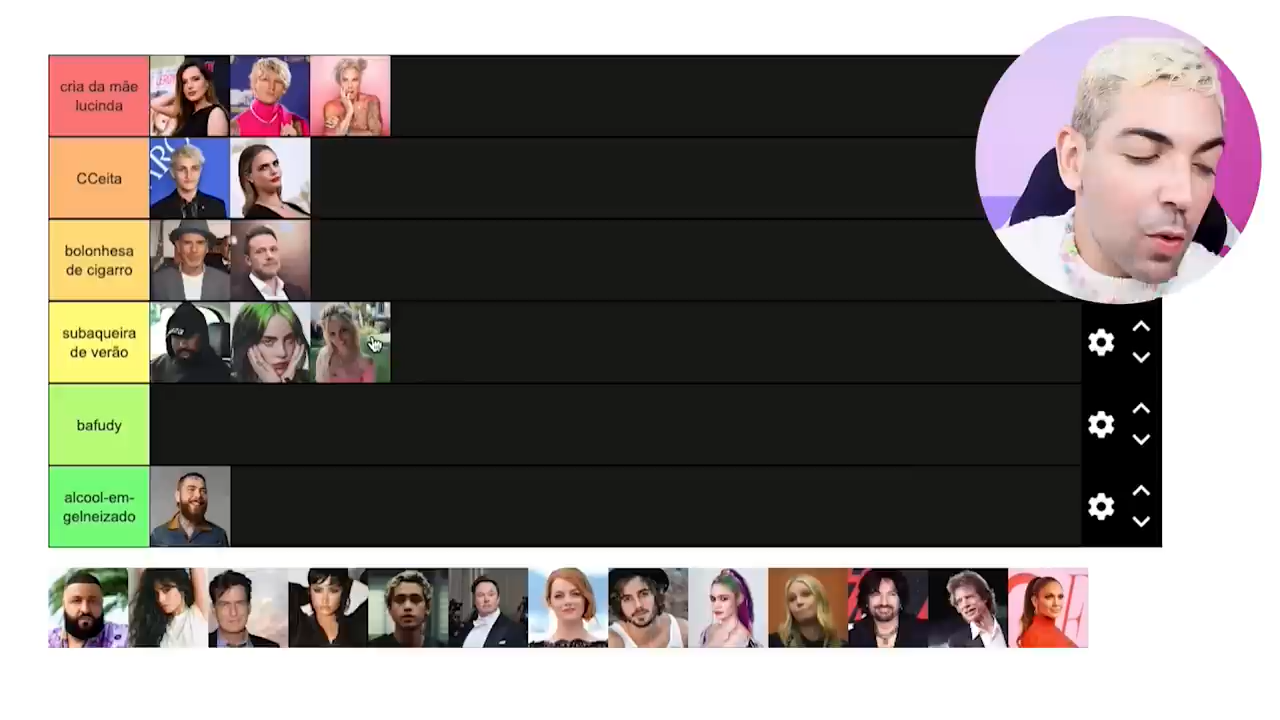 cria da mãe
lucinda
CCeita
bolonhesa
de cigarro
subaqueira
de verão
bafudy
alcool-em-
gelneizado